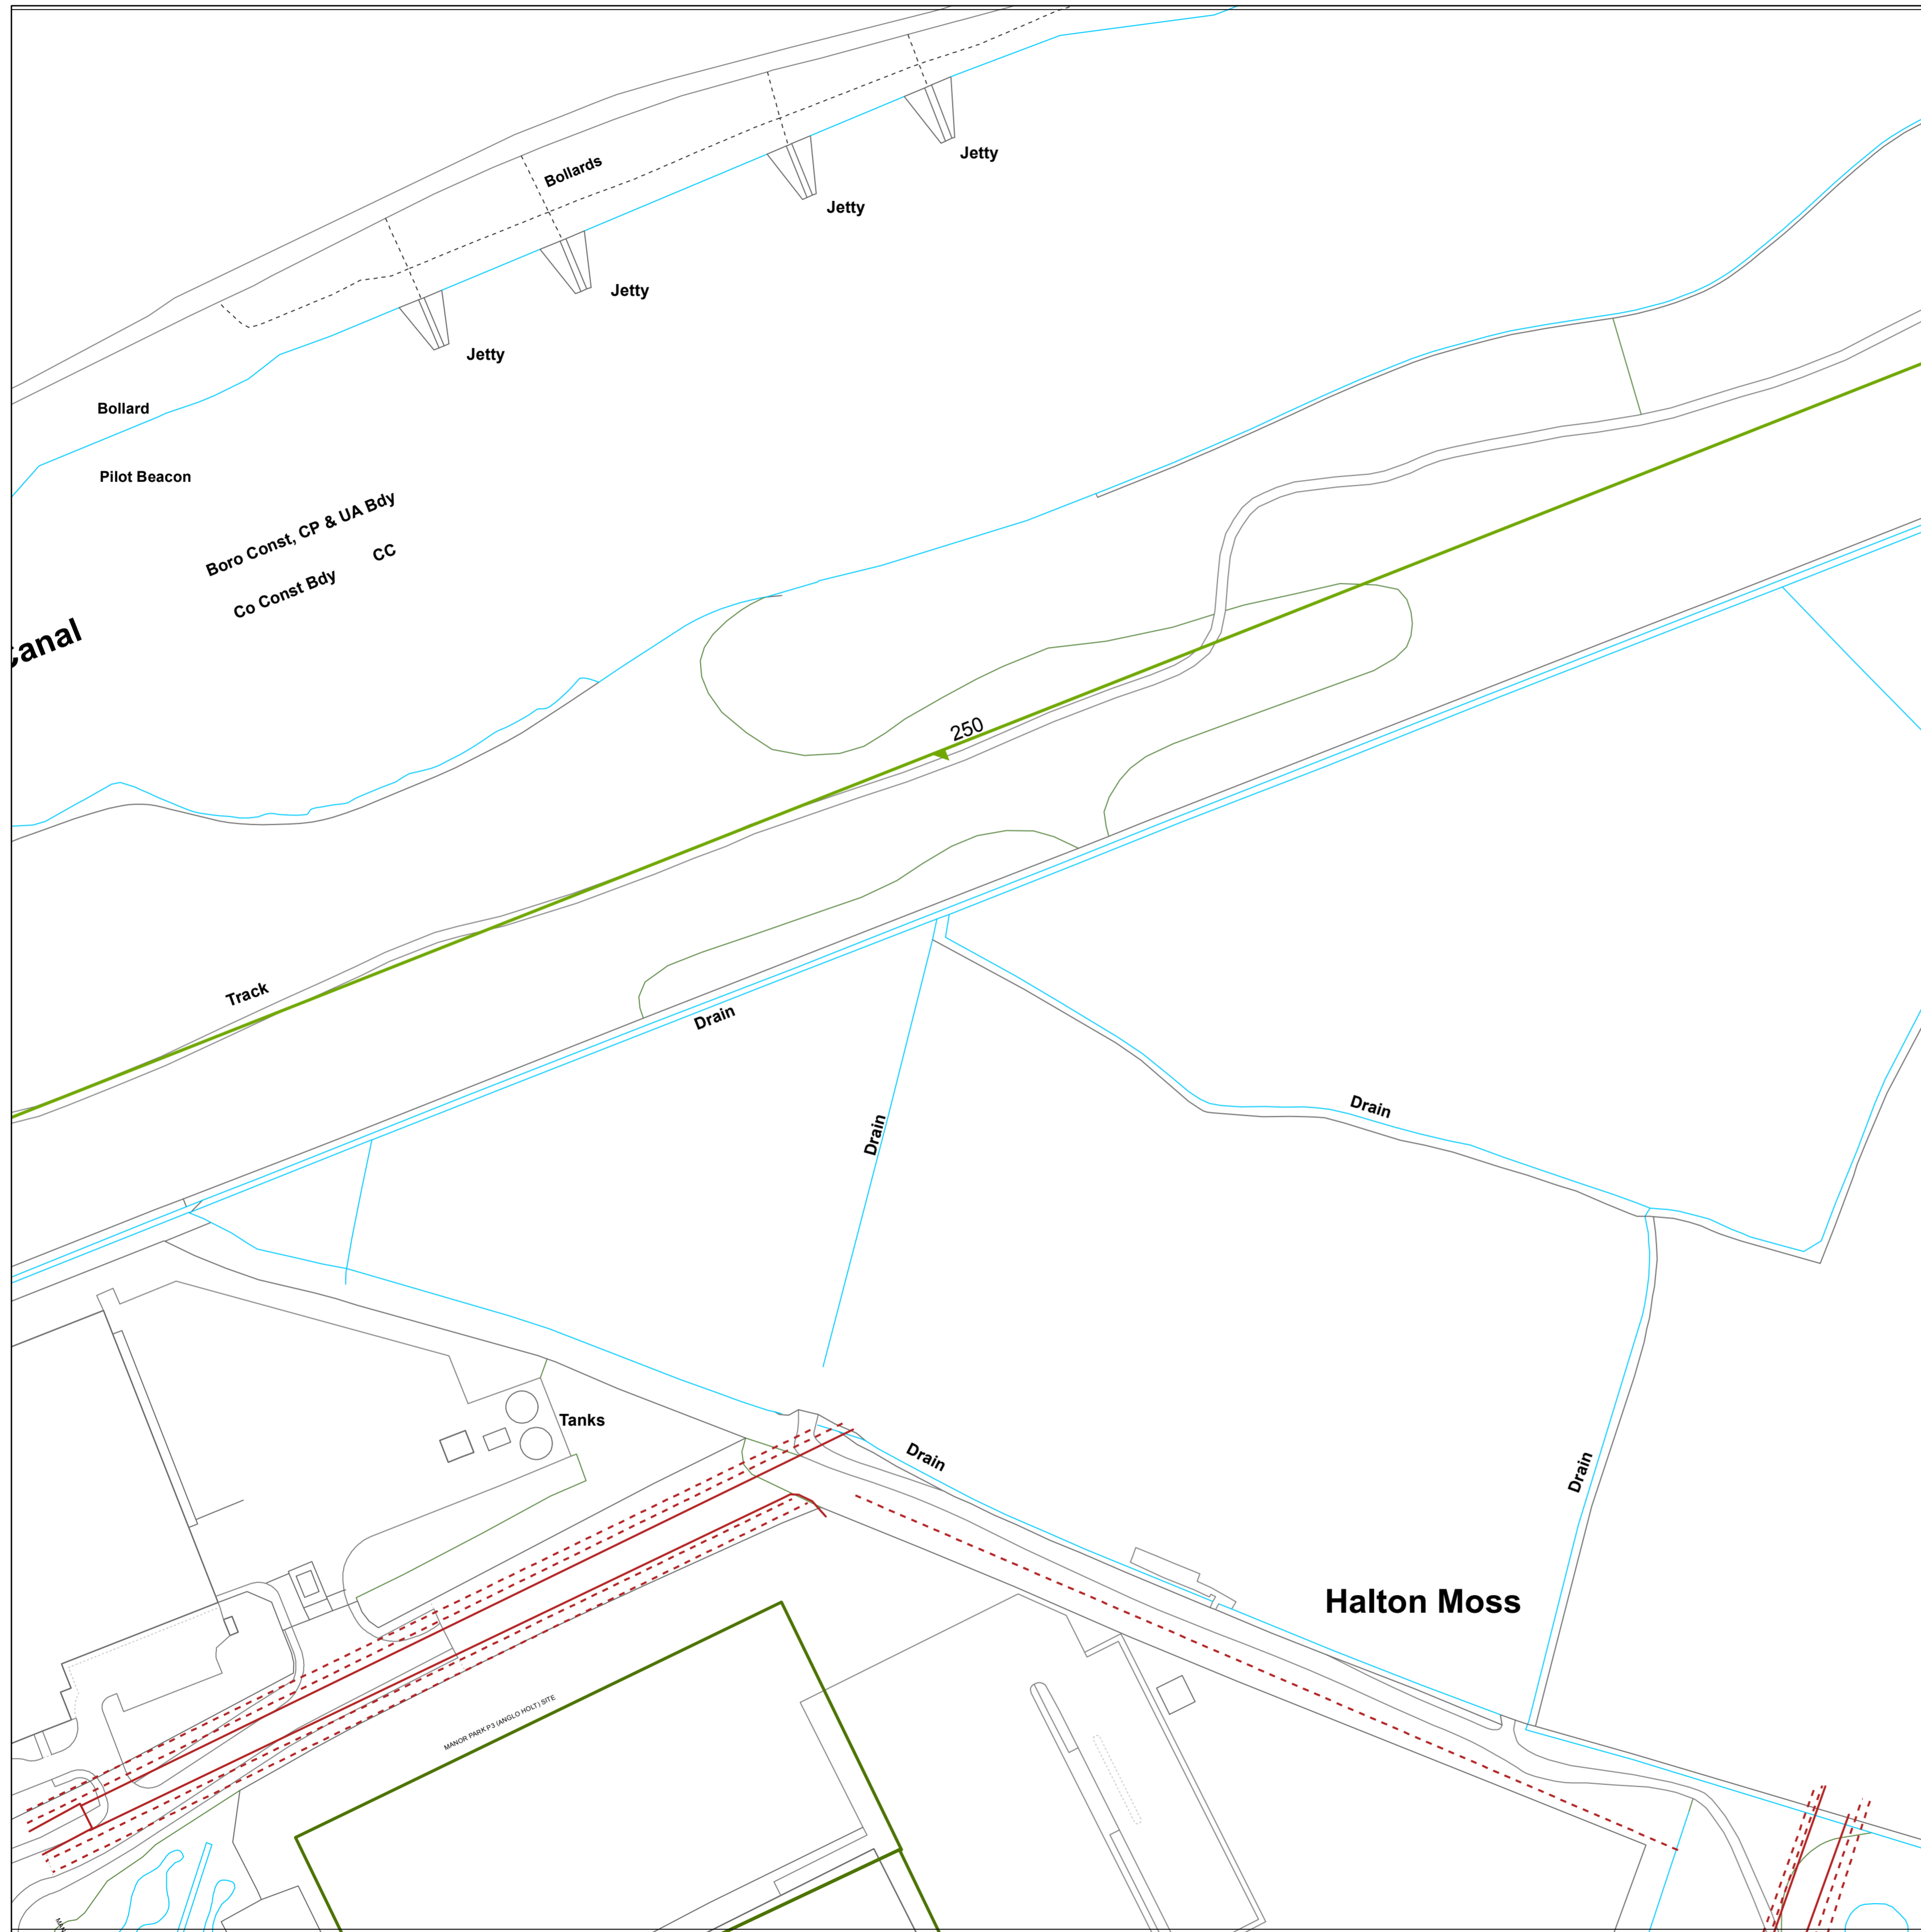 Bollards
Jetty
Jetty
Jetty
Jetty
Bollard
Pilot Beacon
Boro Const, CP & UA Bdy
CC
Co Const Bdy
Canal
250
Track
Drain
Drain
Drain
Tanks
Drain
Drain
Halton Moss
MANOR PARK P3 (ANGLO HOLT) SITE